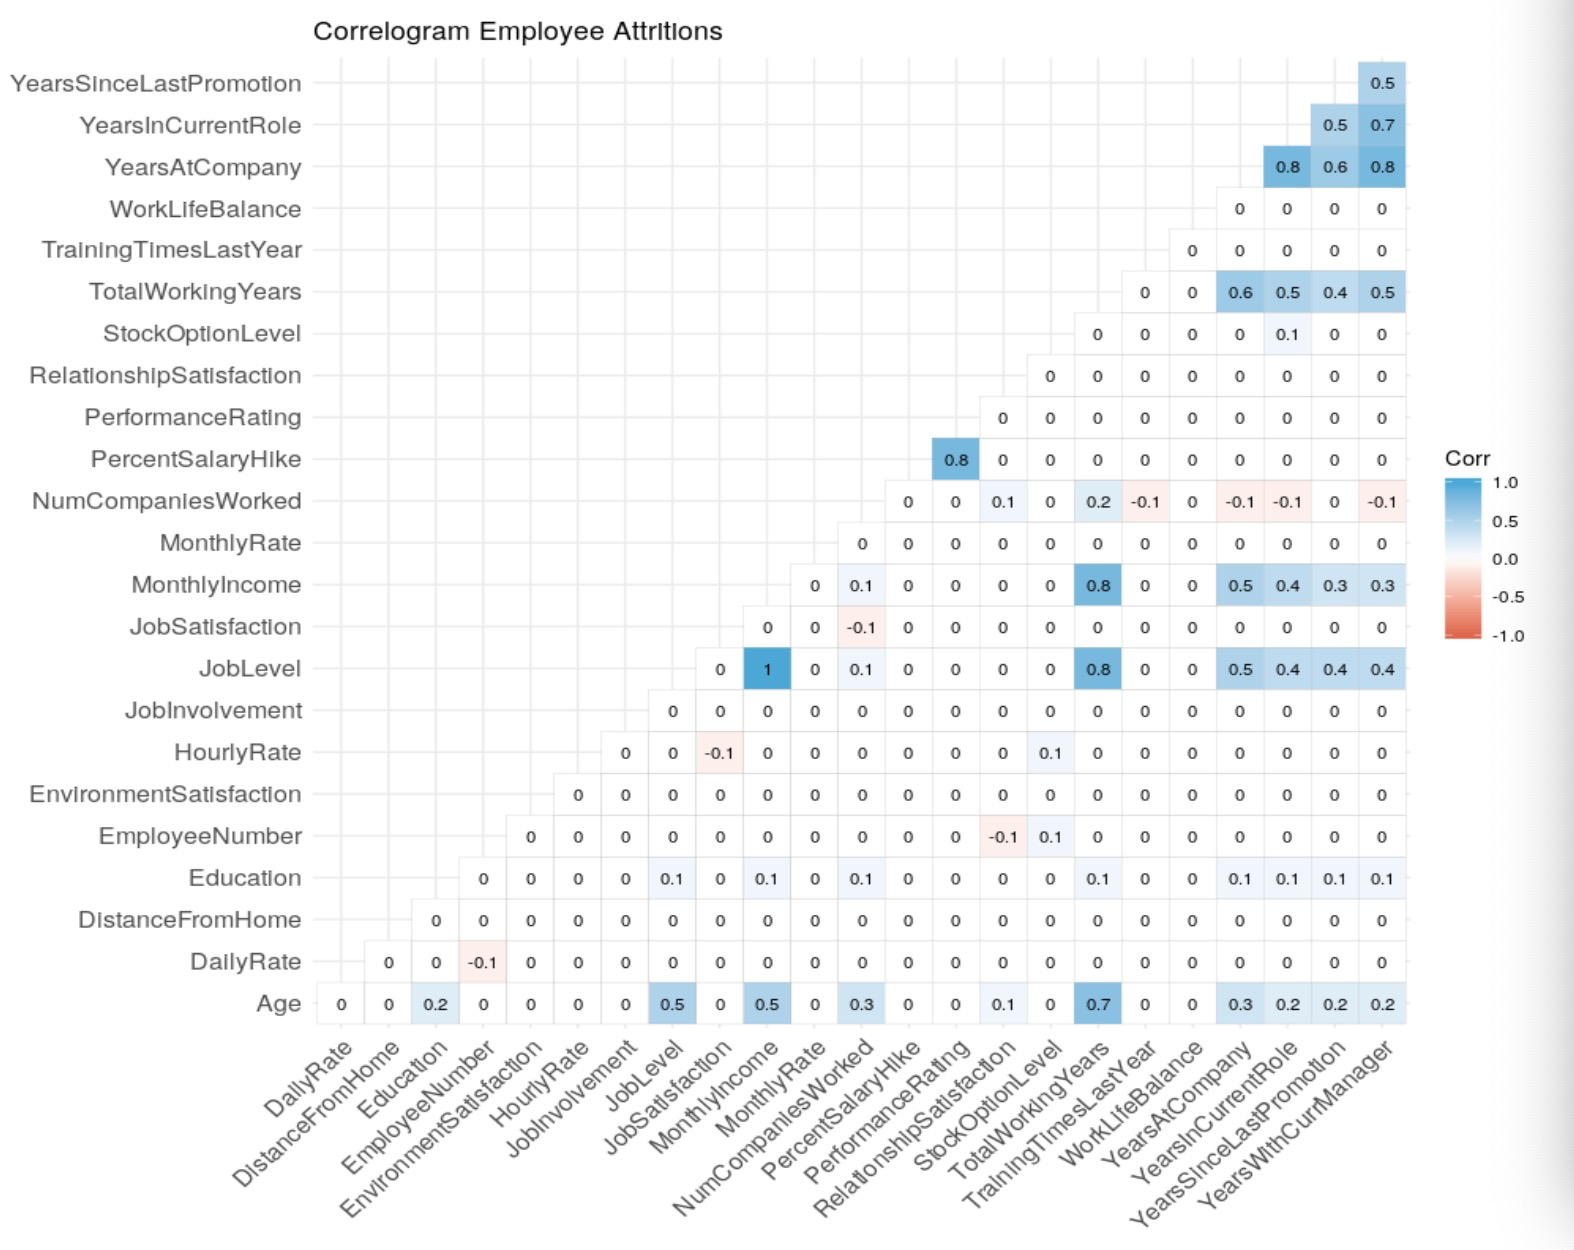 Correlogram Employee Attritions
YearsSinceLastPromotion 0.5
YearsInCurrentRole 0.5 0.7
YearsAtCompany 0.8 0.6 0.8
WorkLifeBalance 0 0 0 0
TrainingTimesLastYear 0 0 0 0 0
TotalWorkingYears 0 0 0.6 0.5 0.4 0.5
StockOptionLevel 0 0 0 0 0.1 0 0
RelationshipSatisfaction 0 0 0 0 0 0 0 0
PerformanceRating 0 0 0 0 0 0 0 0 0
PercentSalaryHike 0.8 0 0 0 0 0 0 0 0 0
NumCompaniesWorked 0 0 0.1 0 0.2 -0.1 0 -0.1 -0.1 0 -0.1
MonthlyRate 0 0 0 0 0 0 0 0 0 0 0 0
MonthlyIncome 0 0.1 0 0 0 0 0.8 0 0 0.5 0.4 0.3 0.3
JobSatisfaction 0 0 -0.1 0 0 0 0 0 0 0 0 0 0 0
JobLevel 0 1 0 0.1 0 0 0 0 0.8 0 0 0.5 0.4 0.4 0.4
JobInvolvement 0 0 0 0 0 0 0 0 0 0 0 0 0 0 0 0
HourlyRate 0 0 -0.1 0 0 0 0 0 0 0.1 0 0 0 0 0 0 0
EnvironmentSatisfaction 0 0 0 0 0 0 0 0 0 0 0 0 0 0 0 0 0 0
EmployeeNumber 0 0 0 0 0 0 0 0 0 0 -0.1 0.1 0 0 0 0 0 0 0
Education 0 0 0 0 0.1 0 0.1 0 0.1 0 0 0 0 0.1 0 0 0.1 0.1 0.1 0.1
DistanceFromHome 0 0 0 0 0 0 0 0 0 0 0 0 0 0 0 0 0 0 0 0 0
DailyRate 0 0 -0.1 0 0 0 0 0 0 0 0 0 0 0 0 0 0 0 0 0 0 0
Age 0 0 0.2 0 0 0 0 0.5 0 0.5 0 0.3 0 0 0.1 0 0.7 0 0 0.3 0.2 0.2 0.2
DailyRate
DistanceFromHome
Education
EmployeeNumber
EnvironmentSatisfaction
HourlyRate
JobInvolvement
JobLevel
JobSatisfaction
MonthlyIncome
MonthlyRate
NumCompaniesWorked
PercentSalaryHike
PerformanceRating
RelationshipSatisfaction
StockOptionLevel
TotalWorkingYears
TrainingTimesLastYear
WorkLifeBalance
YearsAtCompany
YearsInCurrentRole
YearsSinceLastPromotion
YearsWithCurrManager
Corr
1.0
0.5
0.0
-0.5
-1.0